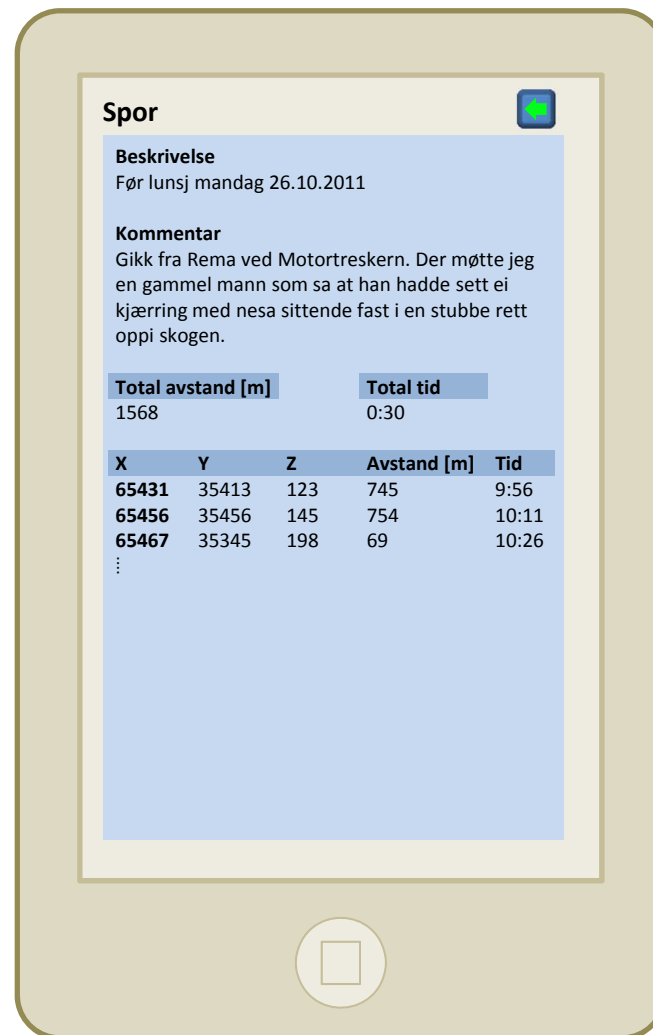 Spor
Beskrivelse
Før lunsj mandag 26.10.2011
Kommentar
Gikk fra Rema ved Motortreskern. Der møtte jeg
en gammel mann som sa at han hadde sett ei
kjærring med nesa sittende fast i en stubbe rett
oppi skogen.
Total avstand [m] Total tid
1568 0:30
X Y Z Avstand [m] Tid
65431 35413 123 745 9:56
65456 35456 145 754 10:11
65467 35345 198 69 10:26
⁞